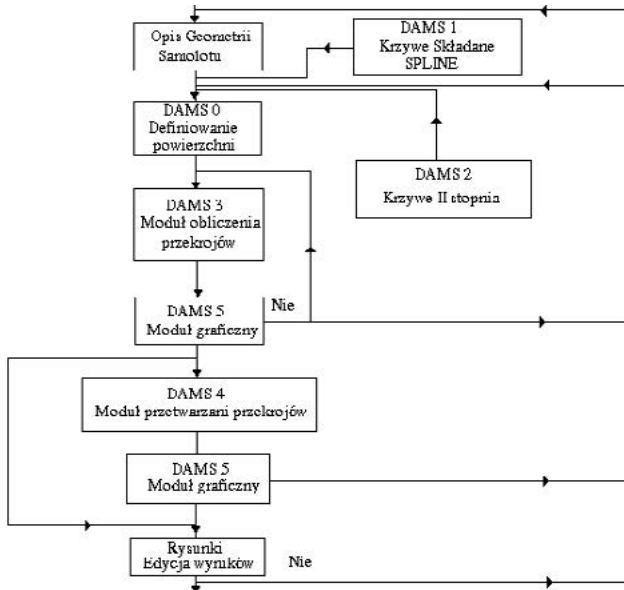 Opis Geometrii
Samolotu
DAMS 1
Krzywe Składane
SPLINE
DAMS 0
Definiowanie
powierzchni
DAMS 2
Krzywe II stopnia
DAMS 3
Moduł obliczenia
przekrojów
DAMS 5
Moduł graficzny
Nie
DAMS 4
Moduł przetwarzani przekrojów
DAMS 5
Moduł graficzny
Rysunki
Edycja wyników
Nie